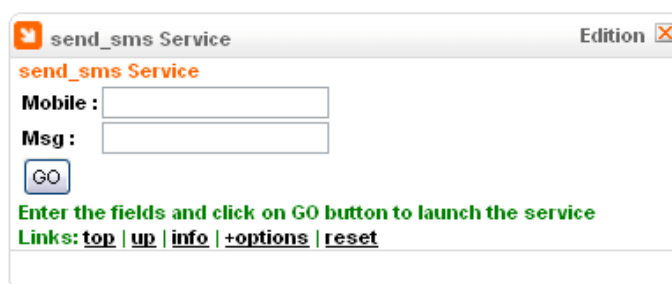 send_sms Service Edition
send_sms Service
Mobile :
Msg :
GO
Enter the fields and click on GO button to launch the service
Links: top | up | info | +options | reset